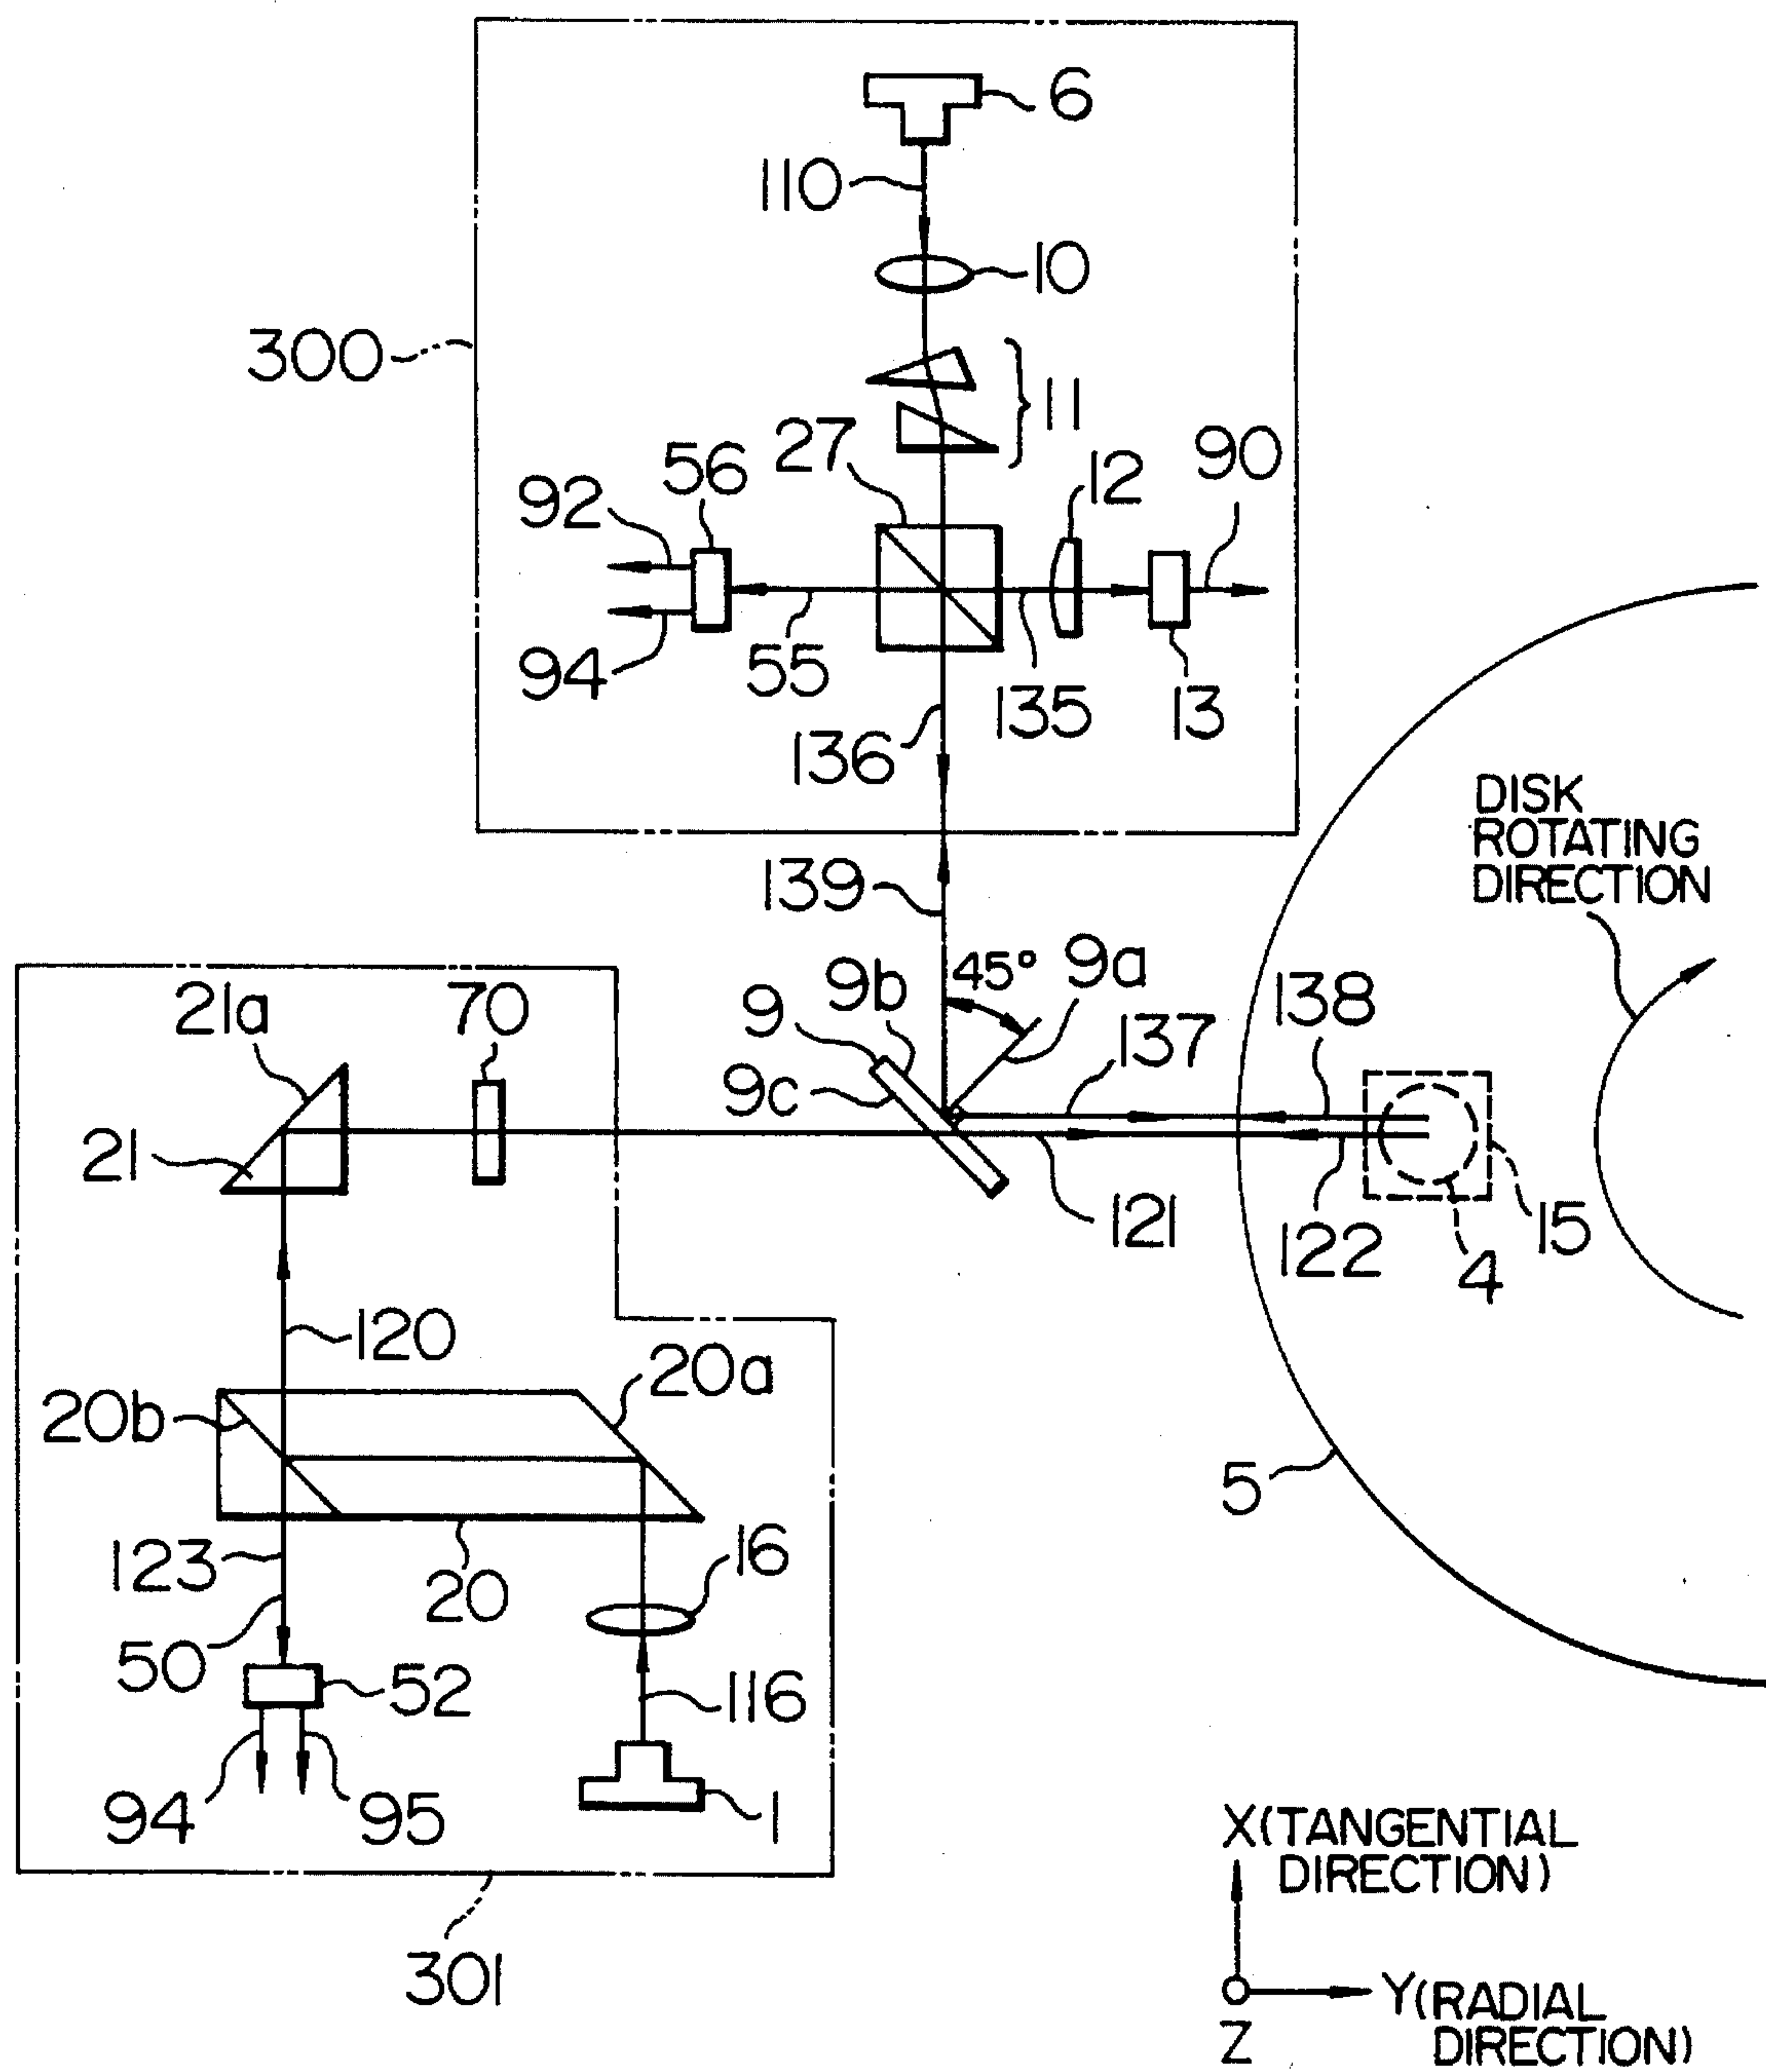 6
110
10
300
11
27
56
92
12
90
94
55
135
13
136
DISK
ROTATING
DIRECTION
139
45°
9a
9b
9
9c
137
138
21a
70
21
121
122
4
15
120
20a
20b
5
123
20
16
50
52
116
94
95
1
301
X(TANGENTIAL
DIRECTION)
Y(RADIAL
DIRECTION)
Z